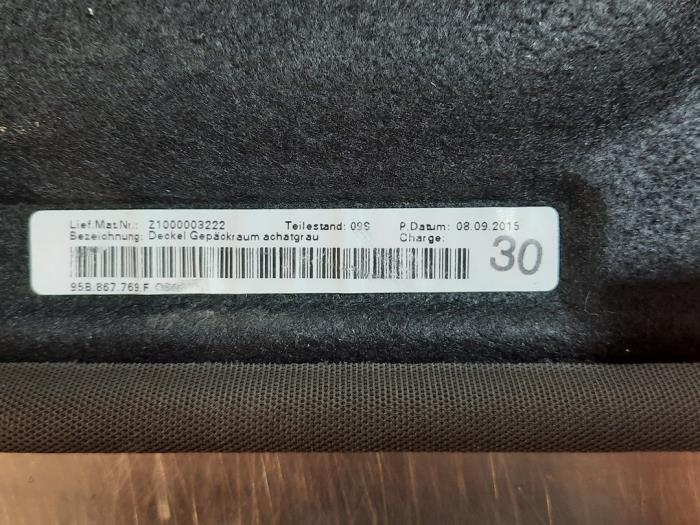 Lief.Mat.Nr.: Z1000003222 Teilestand: 09S P.Datum: 08.09.2015
Bezeichnung: Deckel Gepäckraum achatgrau Charge:
30
95B.867.769.F